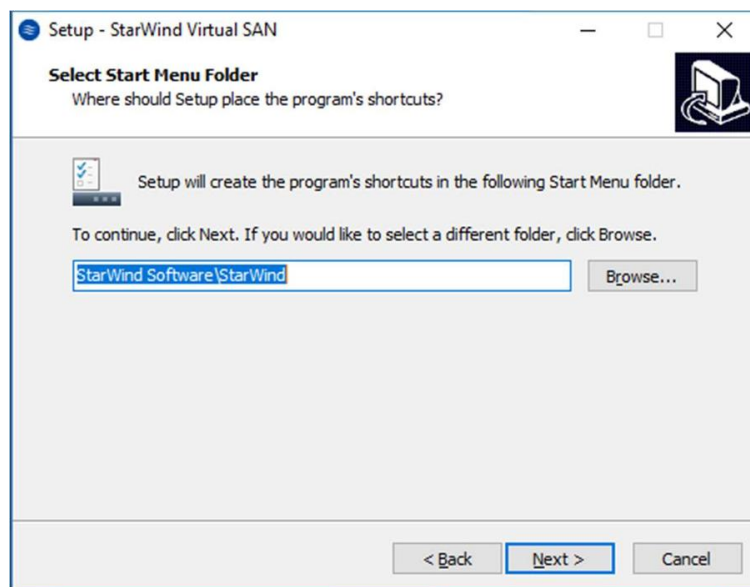 Setup - StarWind Virtual SAN
Select Start Menu Folder
Where should Setup place the program's shortcuts?
Setup will create the program's shortcuts in the following Start Menu folder.
To continue, click Next. If you would like to select a different folder, click Browse.
StarWind Software\StarWind
Browse...
< Back
Next >
Cancel